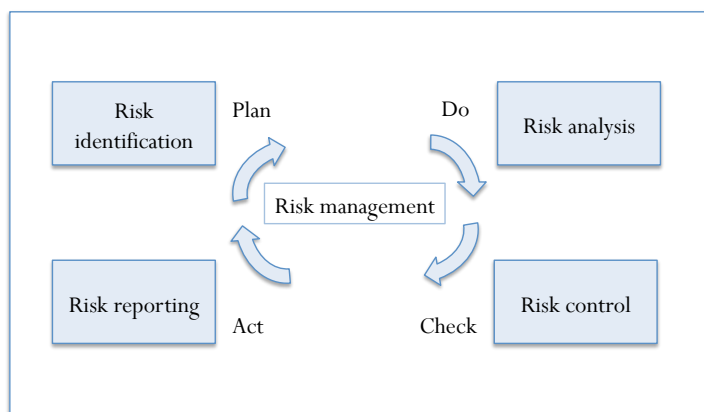 Risk
identification
Plan
Do
Risk analysis
Risk management
Risk reporting
Act
Check
Risk control